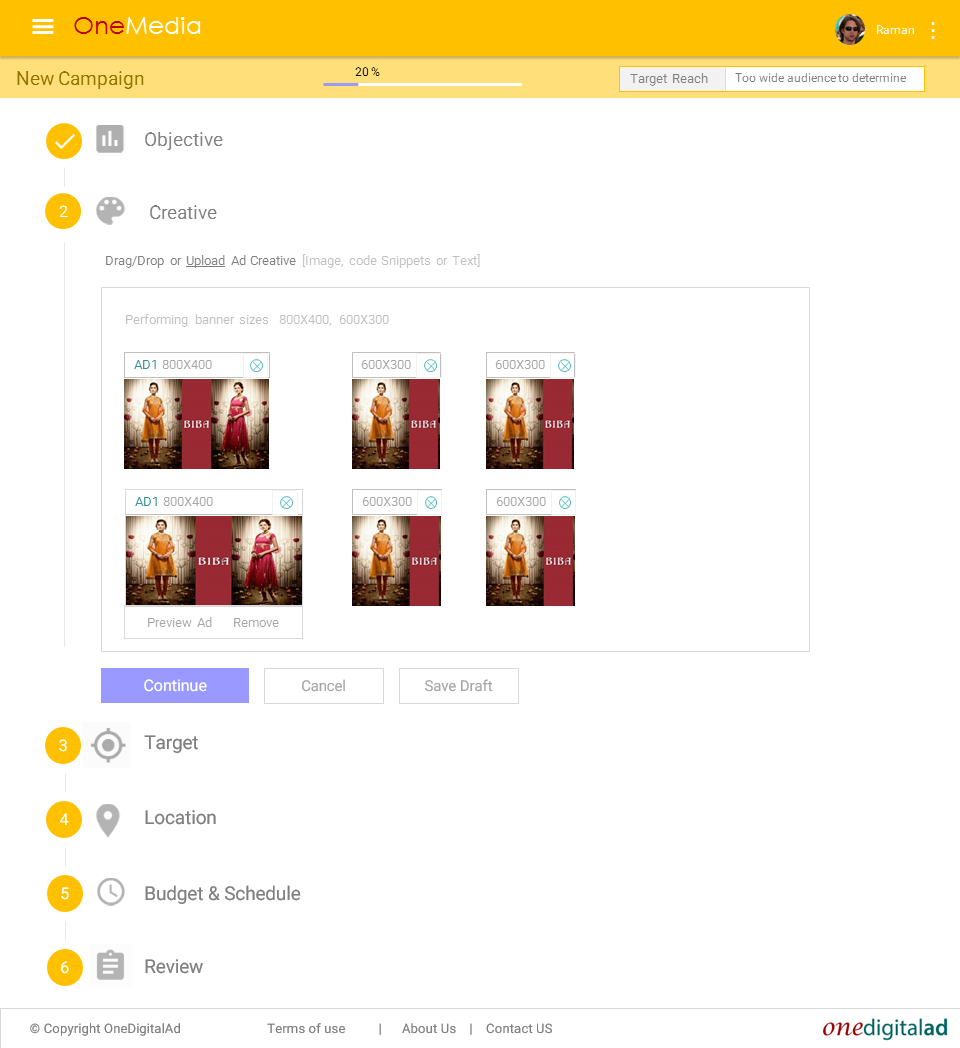 OneMedia
Raman
New Campaign
20 %
Target Reach Too wide audience to determine
Objective
2 Creative
Drag/Drop or Upload Ad Creative [Image, code Snippets or Text]
Performing banner sizes 800X400, 600X300
AD1 800X400 600X300 600X300
BIBA BIBA BIBA
AD1 800X400 600X300 600X300
BIBA BIBA BIBA
Preview Ad Remove
Continue Cancel Save Draft
3 Target
4 Location
5 Budget & Schedule
6 Review
© Copyright OneDigitalAd Terms of use | About Us | Contact US onedigitalad